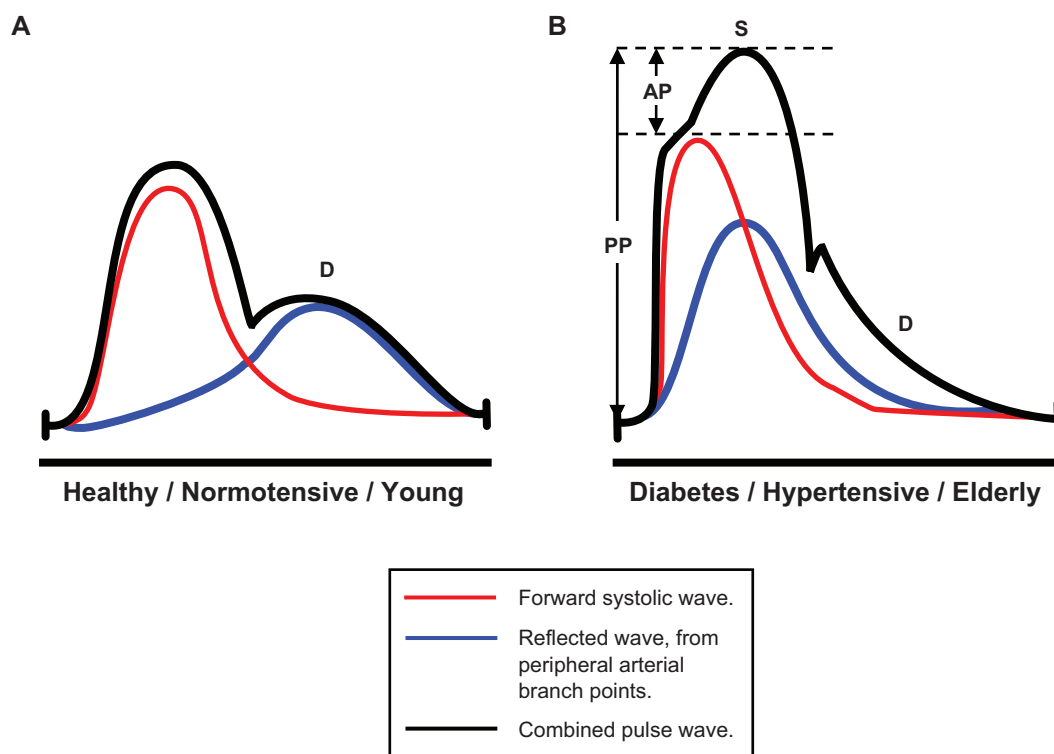 A
B
S
AP
PP
D
D
Healthy / Normotensive / Young
Diabetes / Hypertensive / Elderly
Forward systolic wave.
Reflected wave, from
peripheral arterial
branch points.
Combined pulse wave.